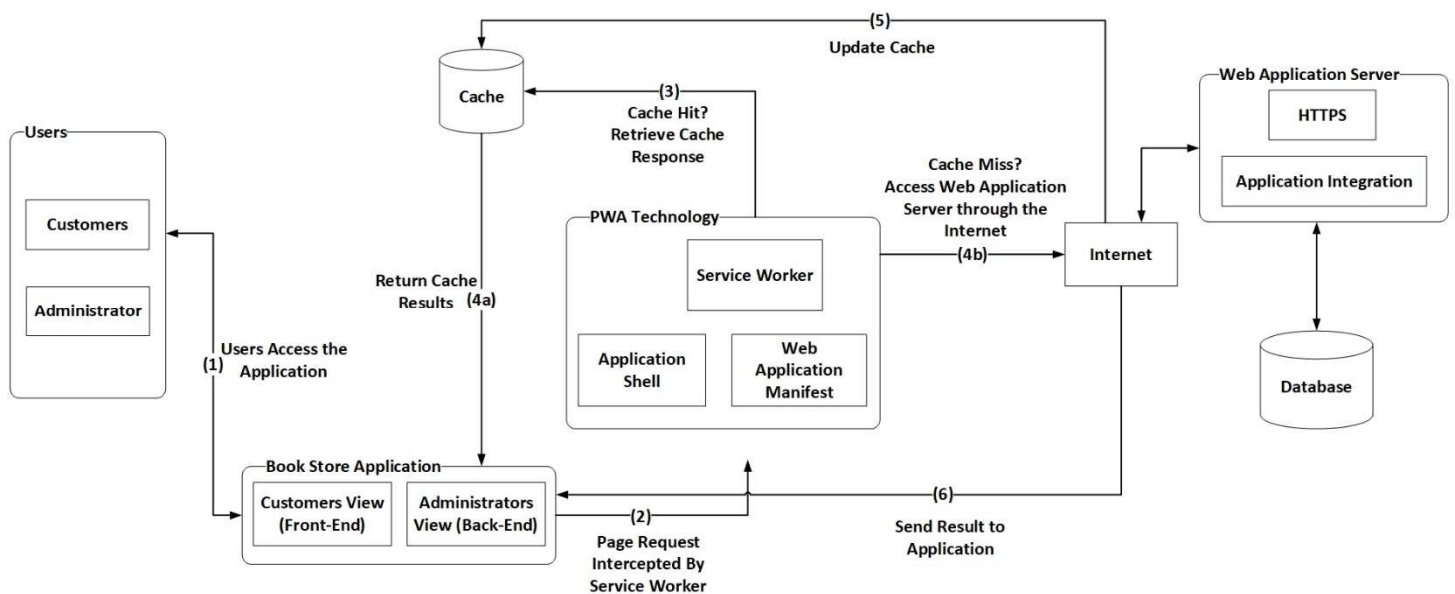 (5)
Update Cache
Web Application Server
Cache
(3)
HTTPS
Cache Hit?
Retrieve Cache
Response
Users
Cache Miss?
Access Web Application
Server through the
Internet
Application Integration
PWA Technology
Customers
Service Worker
(4b)
Internet
Return Cache
Results
(4a)
Administrator
(1)
Users Access the
Application
Application
Shell
Web
Application
Manifest
Database
Book Store Application
Customers View
(Front-End)
Administrators
View (Back-End)
(6)
Send Result to
Application
(2)
Page Request
Intercepted By
Service Worker